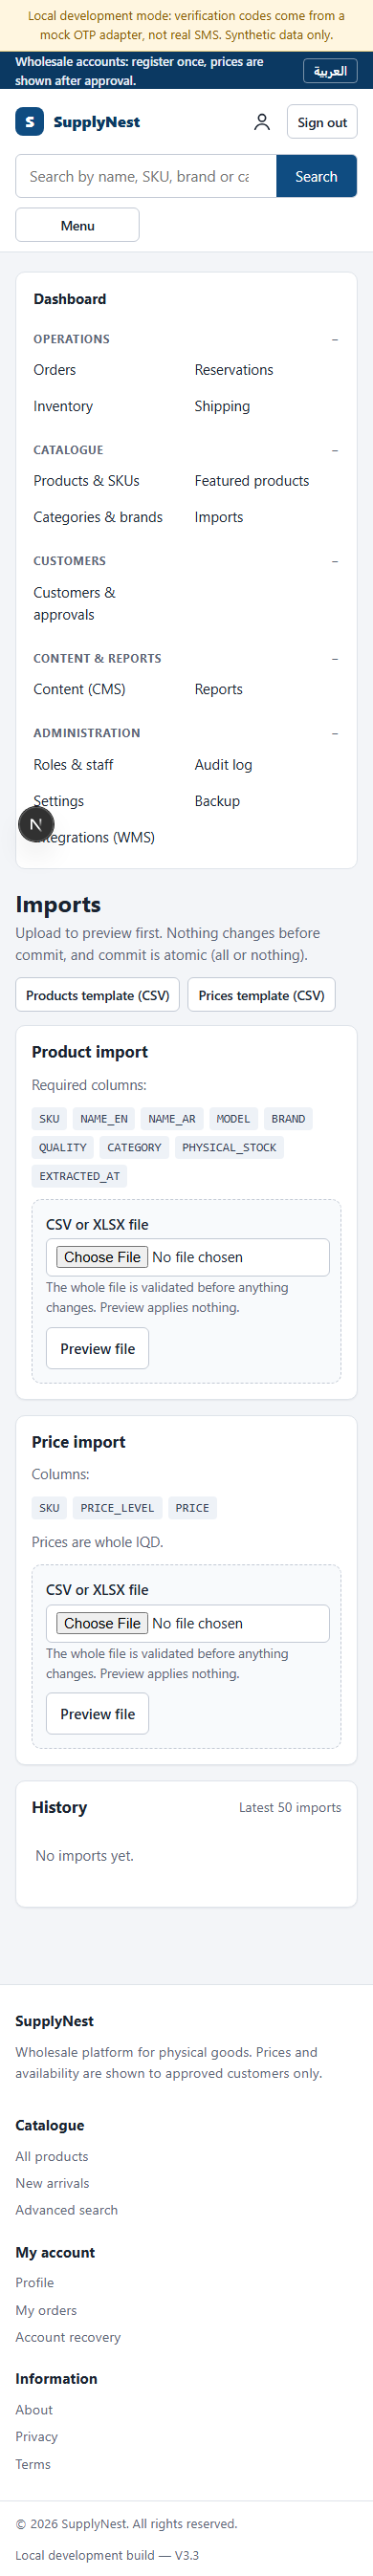 Local development mode: verification codes come from a
mock OTP adapter, not real SMS. Synthetic data only.
Wholesale accounts: register once, prices are
shown after approval.
العربية
S SupplyNest
Sign out
Search by name, SKU, brand or ca
Search
Menu
Dashboard
OPERATIONS –
Orders Reservations
Inventory Shipping
CATALOGUE –
Products & SKUs Featured products
Categories & brands Imports
CUSTOMERS –
Customers &
approvals
CONTENT & REPORTS –
Content (CMS) Reports
ADMINISTRATION –
Roles & staff Audit log
Settings Backup
N
(WMS)
Imports
Upload to preview first. Nothing changes before
commit, and commit is atomic (all or nothing).
Products template (CSV) Prices template (CSV)
Product import
Required columns:
SKU NAME_EN NAME_AR MODEL BRAND
QUALITY CATEGORY PHYSICAL_STOCK
EXTRACTED_AT
CSV or XLSX file
Choose File No file chosen
The whole file is validated before anything
changes. Preview applies nothing.
Preview file
Price import
Columns:
SKU PRICE_LEVEL PRICE
Prices are whole IQD.
CSV or XLSX file
Choose File No file chosen
The whole file is validated before anything
changes. Preview applies nothing.
Preview file
History Latest 50 imports
No imports yet.
SupplyNest
Wholesale platform for physical goods. Prices and
availability are shown to approved customers only.
Catalogue
All products
New arrivals
Advanced search
My account
Profile
My orders
Account recovery
Information
About
Privacy
Terms
© 2026 SupplyNest. All rights reserved.
Local development build — V3.3